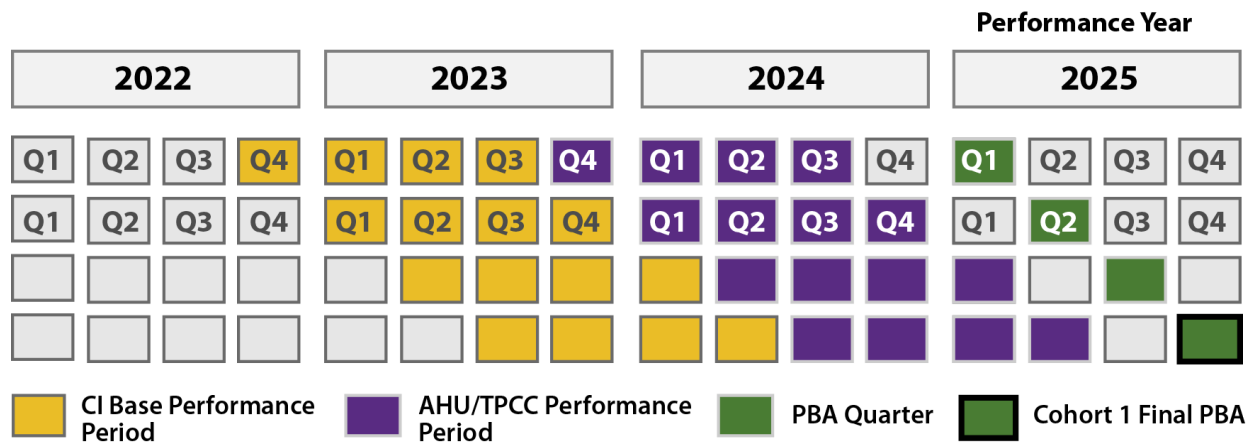 Performance Year
2022 2023 2024 2025
Q1 Q2 Q3 Q4 Q1 Q2 Q3 Q4 Q1 Q2 Q3 Q4 Q1 Q2 Q3 Q4
Q1 Q2 Q3 Q4 Q1 Q2 Q3 Q4 Q1 Q2 Q3 Q4 Q1 Q2 Q3 Q4
CI Base Performance
Period
AHU/TPCC Performance
Period
PBA Quarter
Cohort 1 Final PBA